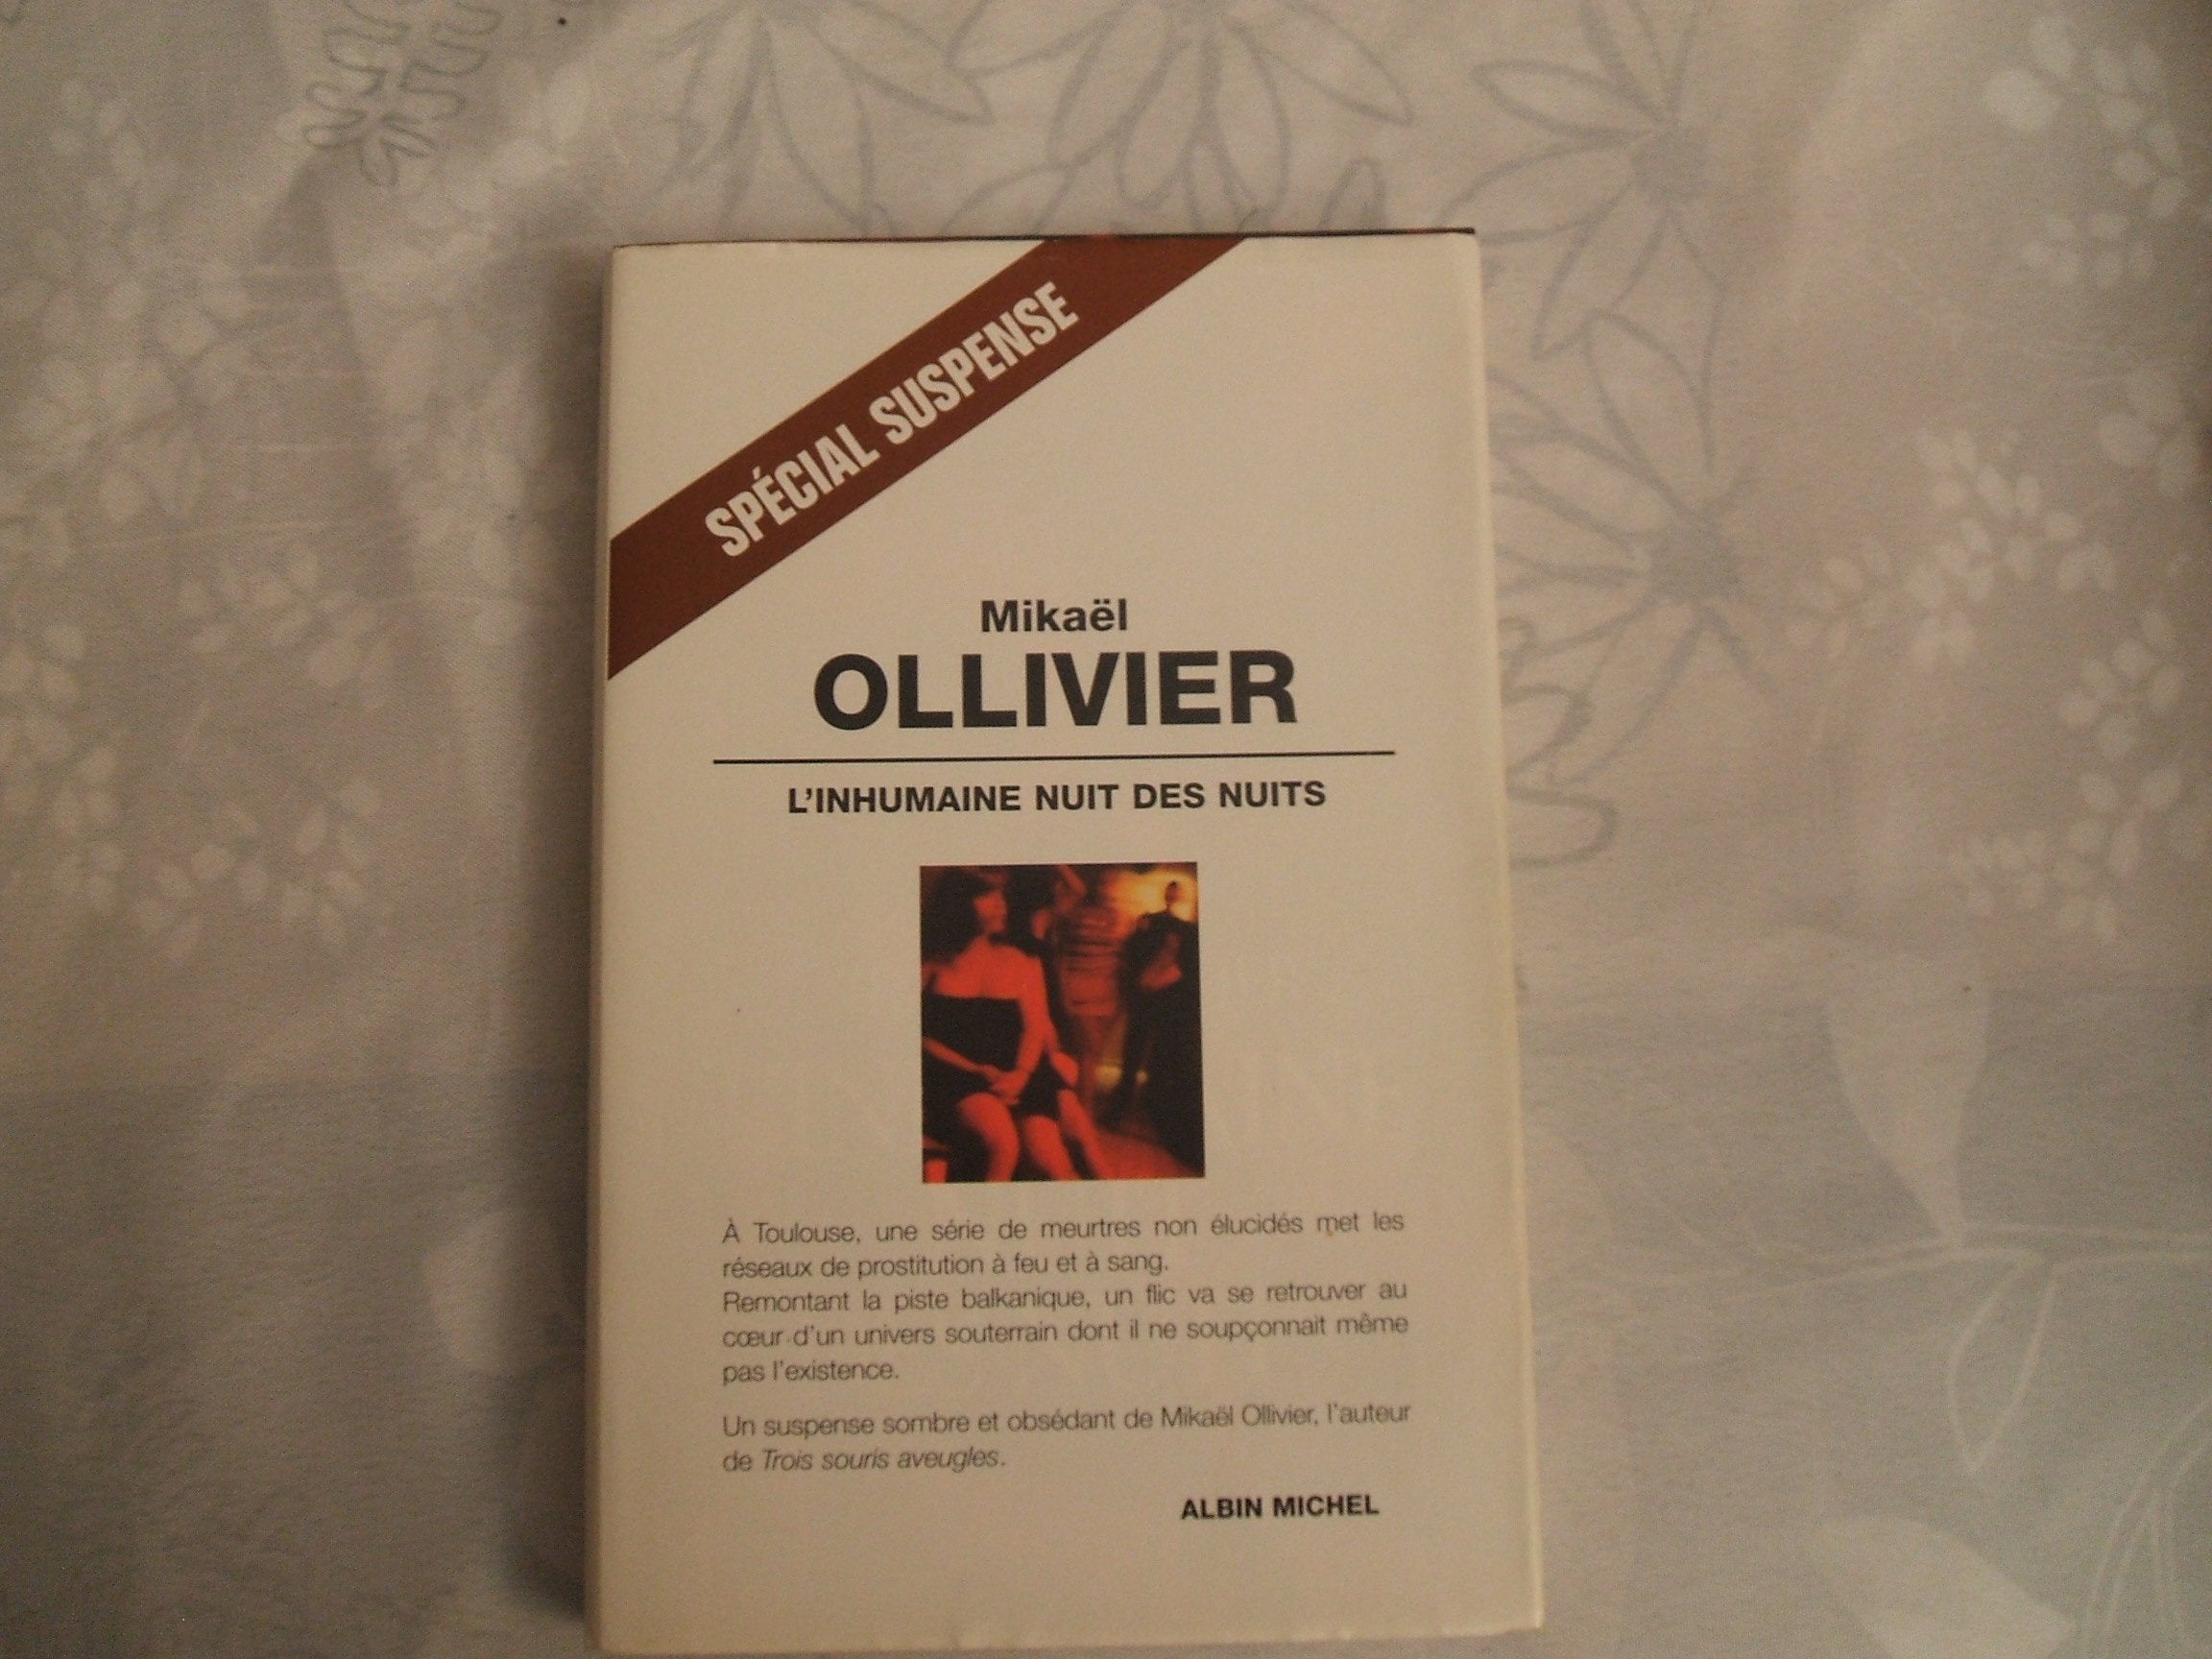 SPÉCIAL SUSPENSE
Mikaël
OLLIVIER
L'INHUMAINE NUIT DES NUITS
À Toulouse, une série de meurtres non élucidés met les
réseaux de prostitution à feu et à sang.
Remontant la piste balkanique, un flic va se retrouver au
cœur d'un univers souterrain dont il ne soupçonnait même
pas l'existence.
Un suspense sombre et obsédant de Mikaël Ollivier, l'auteur
de Trois souris aveugles.
ALBIN MICHEL